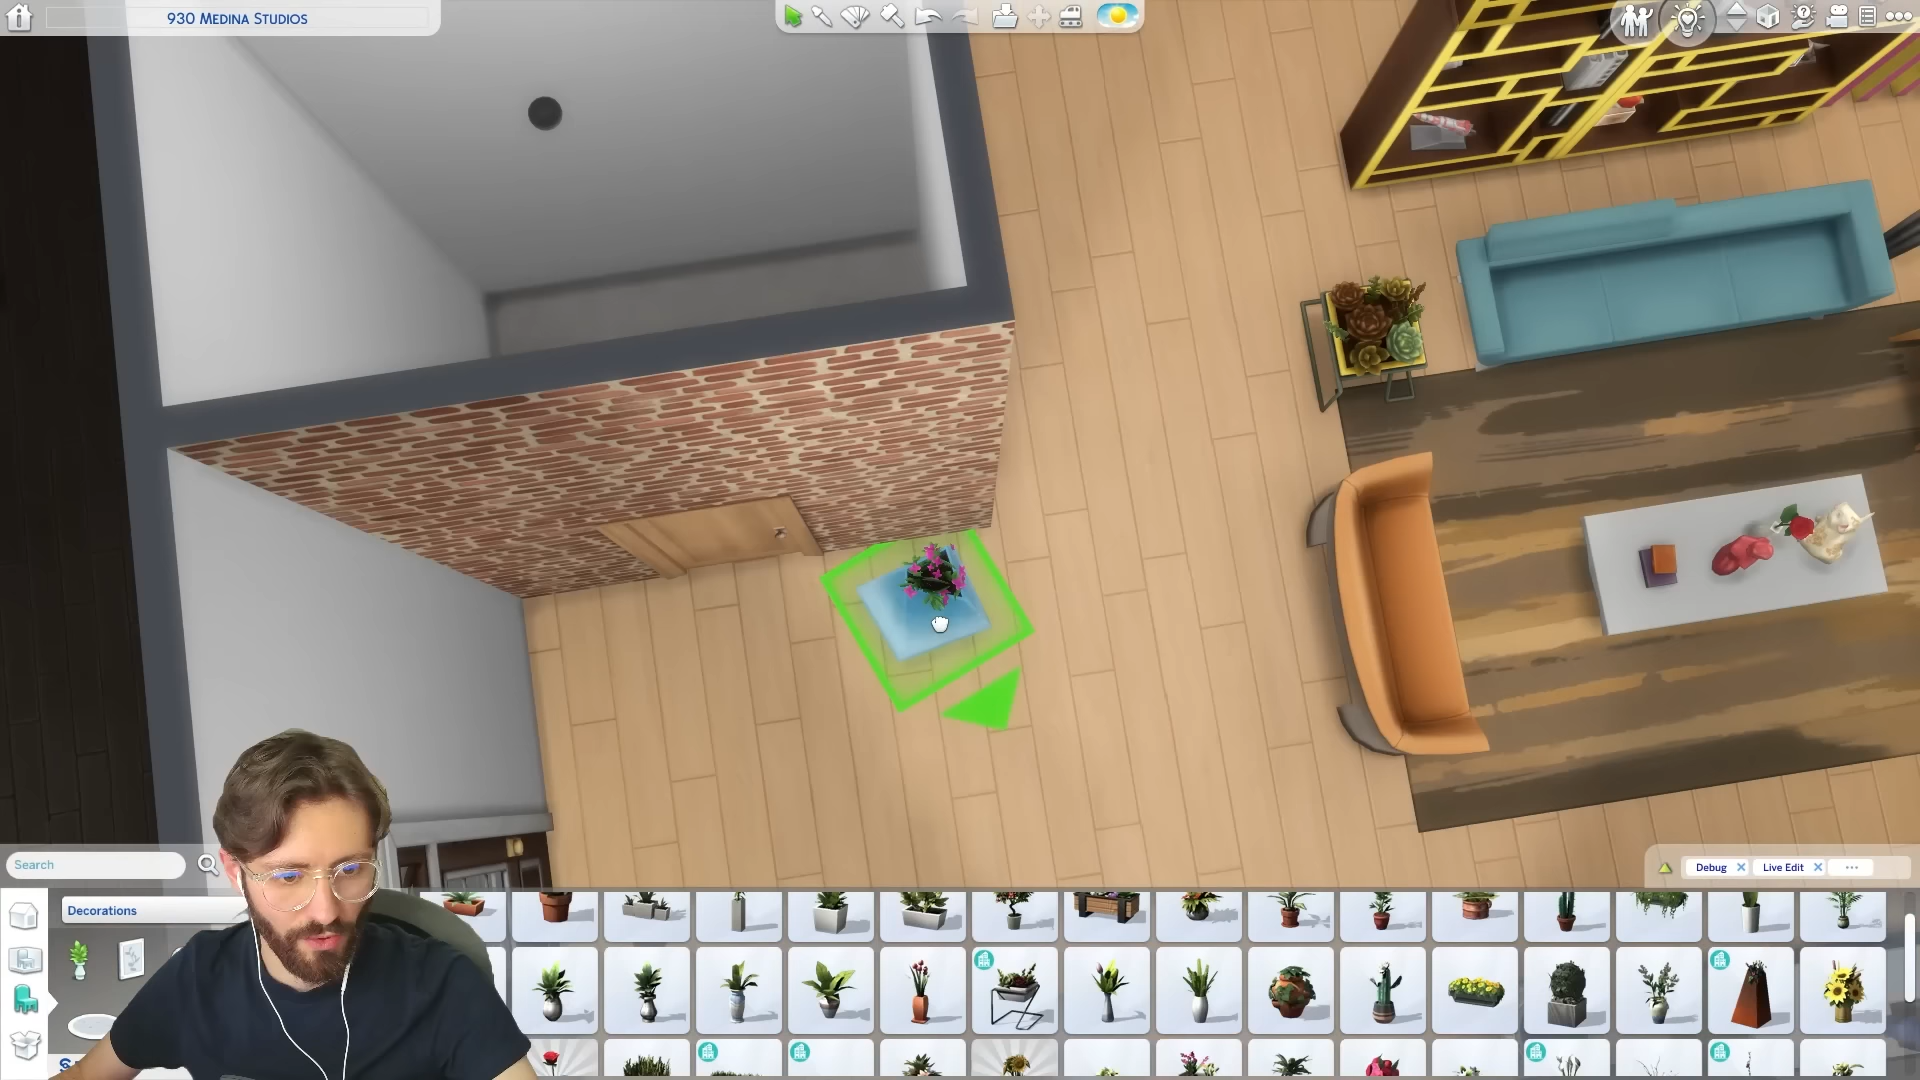 930 MEDINA STUDIOS
Search
Debug
Live Edit
Decorations